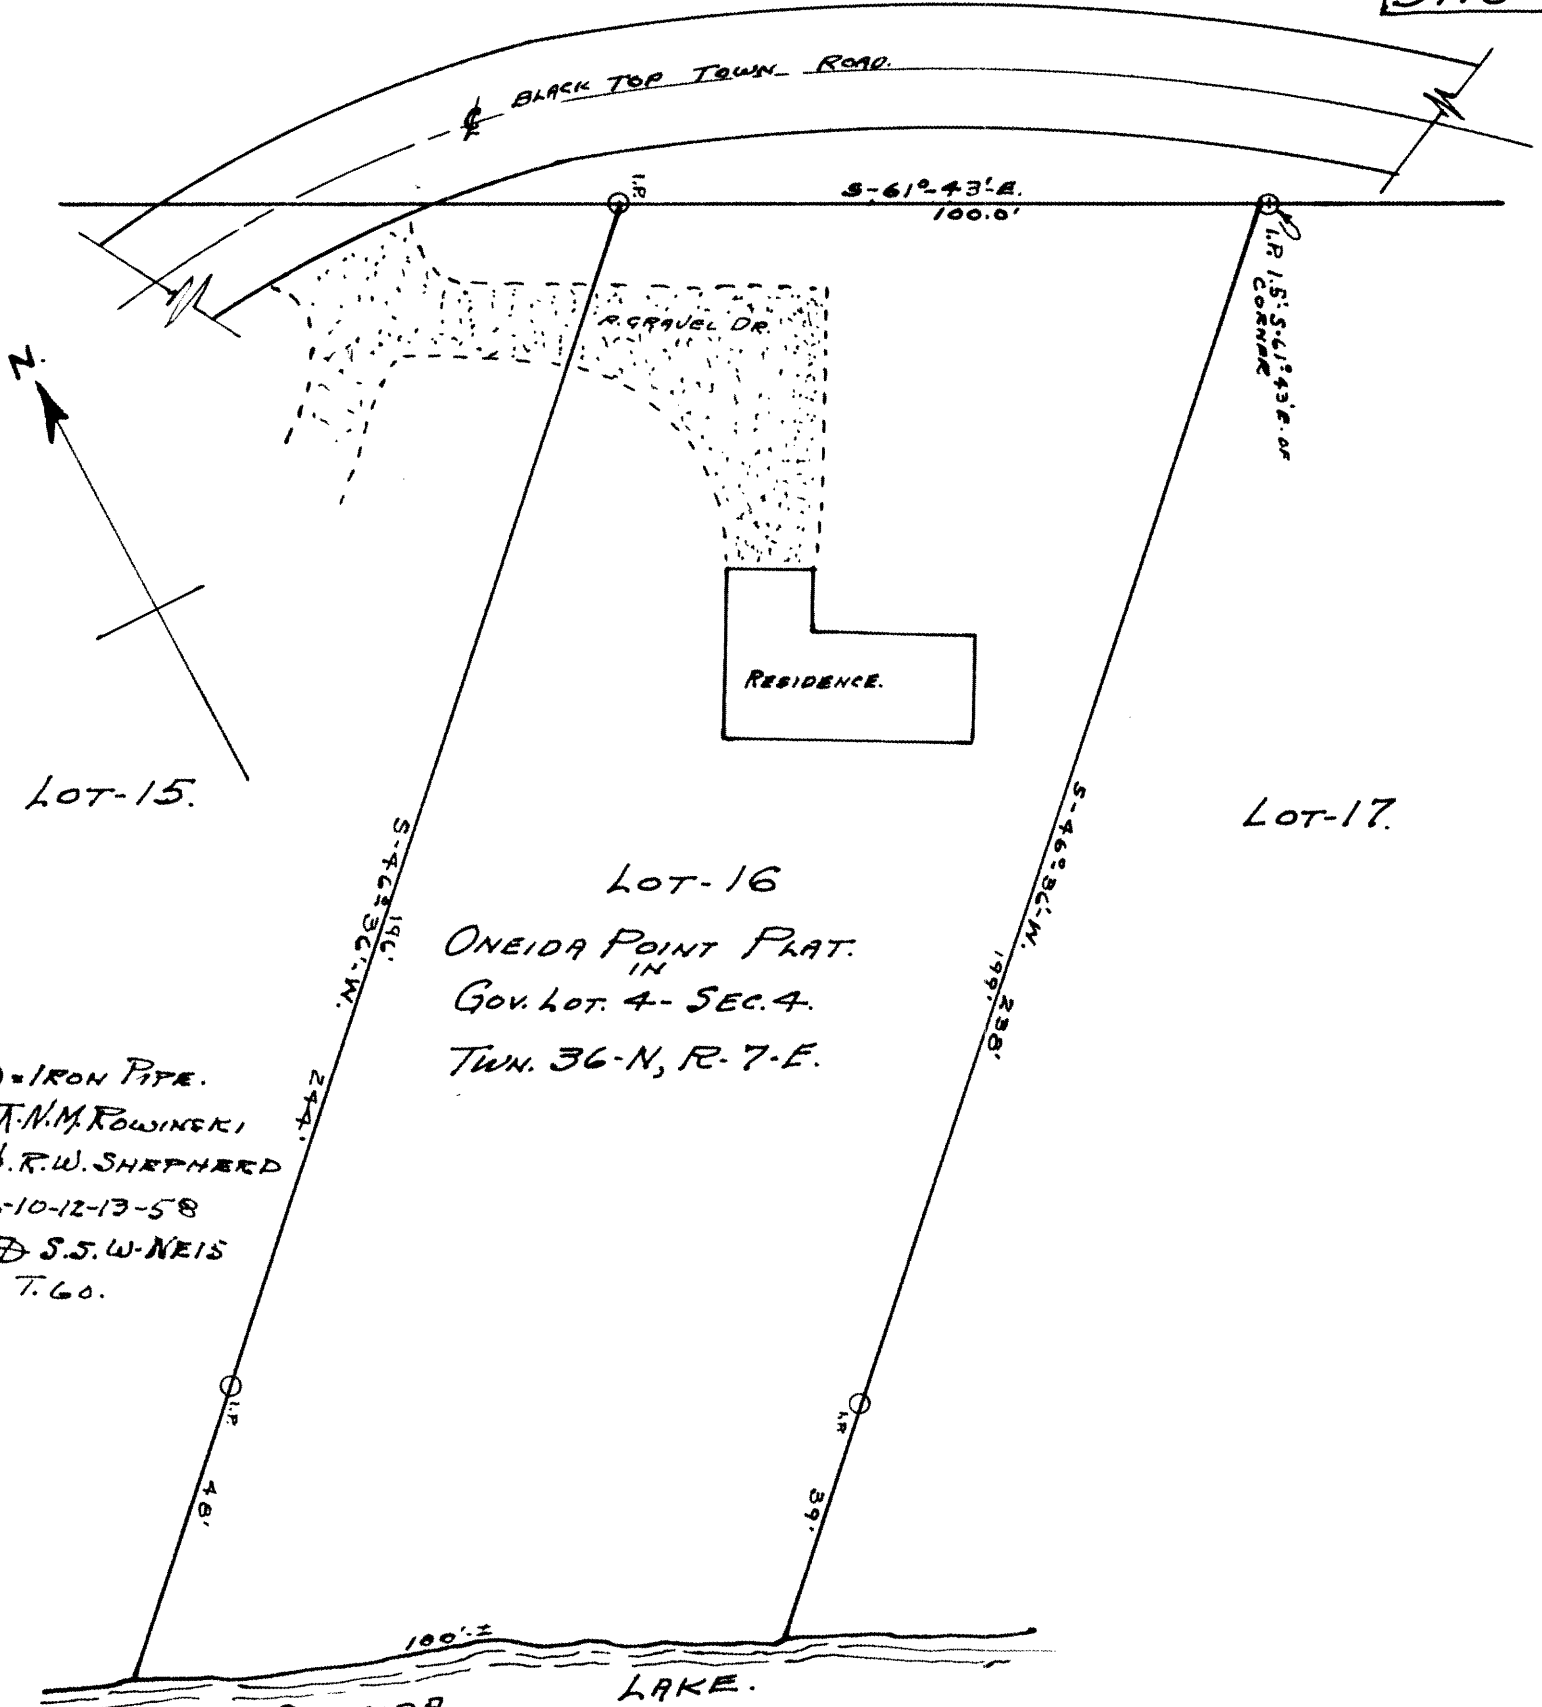 BLACK TOP TOWN ROAD.
I.P.
S-61°-43'-E.
100.0'
I.P. 1.5' S-61°-43'E. OF
CORNER
GRAVEL DR.
N.
RESIDENCE.
LOT-15.
LOT-17.
S-46°-36'-W.
196'
244'
S-46°-36'-W.
199'
238'
LOT-16
ONEIDA POINT PLAT.
IN
GOV. LOT. 4- SEC. 4.
TWN. 36-N, R-7-E.
=IRON PIPE.
N.M. ROWINSKI
R.W. SHEPHERD
-10-12-13-58
S.S. W-NEIS
T.60.
I.P.
I.P.
48'
39'
100'-±
LAKE.